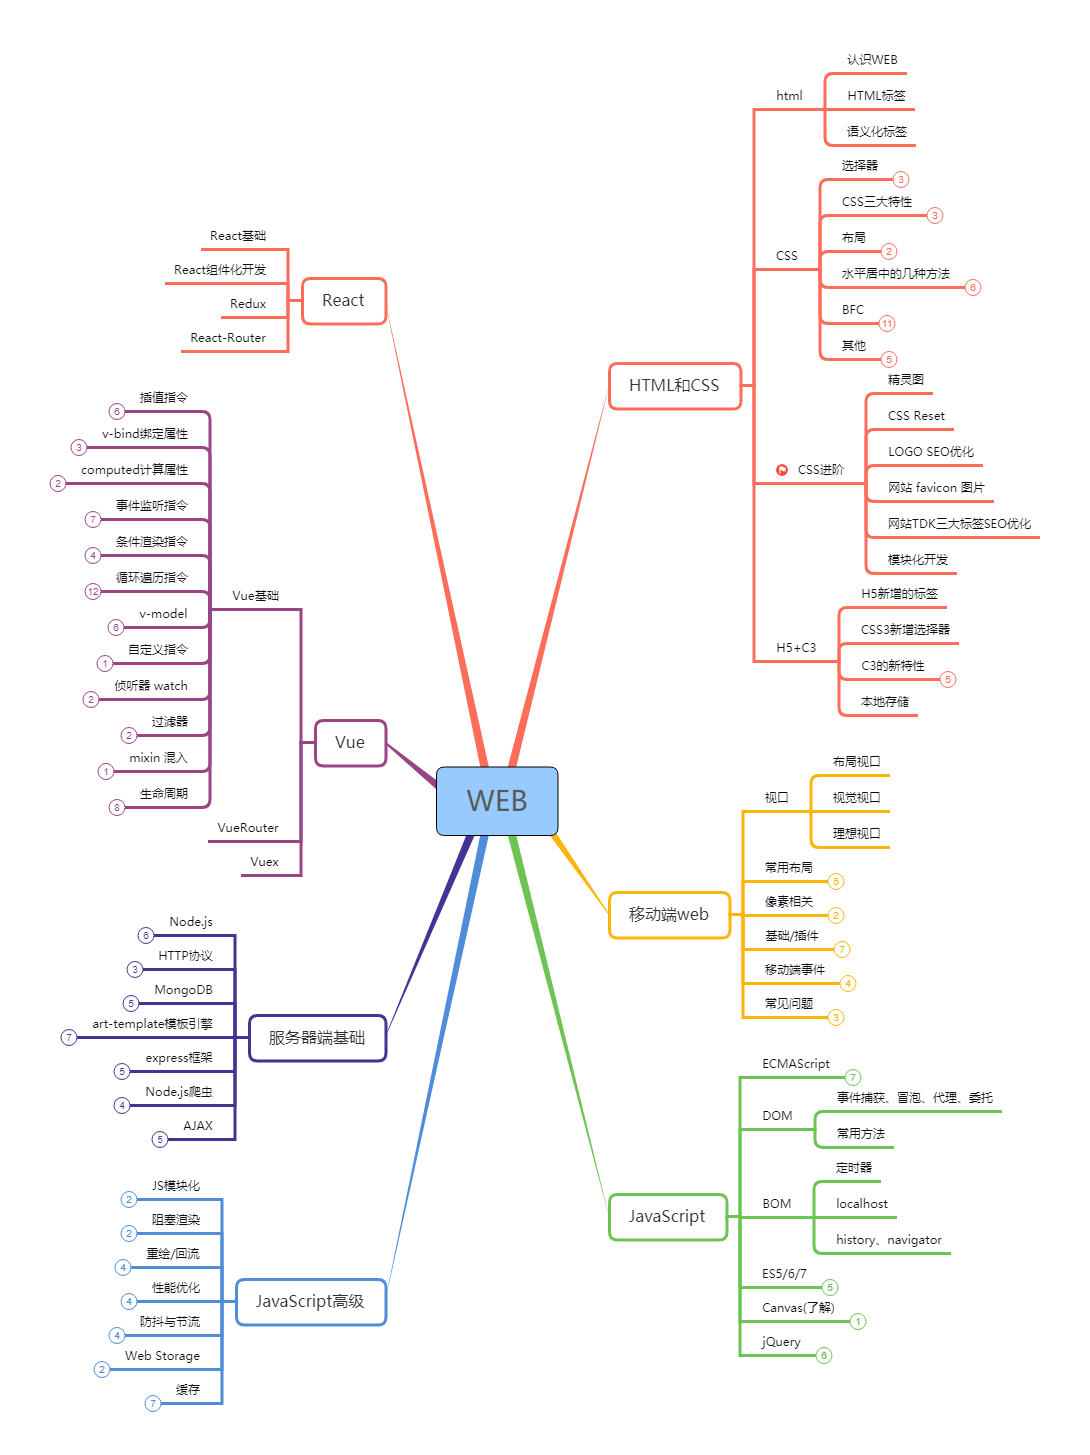 WEB
HTML和CSS
html
认识WEB
HTML标签
语义化标签
CSS
选择器 3
CSS三大特性 3
布局 2
水平居中的几种方法 6
BFC 11
其他 5
CSS进阶
精灵图
CSS Reset
LOGO SEO优化
网站 favicon 图片
网站TDK三大标签SEO优化
模块化开发
H5+C3
H5新增的标签
CSS3新增选择器
C3的新特性 5
本地存储
移动端web
视口
布局视口
视觉视口
理想视口
常用布局 5
像素相关 2
基础/插件 7
移动端事件 4
常见问题 3
JavaScript
ECMAScript 7
DOM
事件捕获、冒泡、代理、委托
常用方法
BOM
定时器
localhost
history、navigator
ES5/6/7 5
Canvas(了解) 1
jQuery 6
React
React基础
React组件化开发
Redux
React-Router
Vue
Vue基础
插值指令 6
v-bind绑定属性 3
computed计算属性 2
事件监听指令 7
条件渲染指令 4
循环遍历指令 12
v-model 6
自定义指令 1
侦听器 watch 2
过滤器 2
mixin 混入 1
生命周期 8
VueRouter
Vuex
服务器端基础
Node.js 6
HTTP协议 3
MongoDB 5
art-template模板引擎 7
express框架 5
Node.js爬虫 4
AJAX 5
JavaScript高级
JS模块化 2
阻塞渲染 2
重绘/回流 4
性能优化 4
防抖与节流 4
Web Storage 2
缓存 7